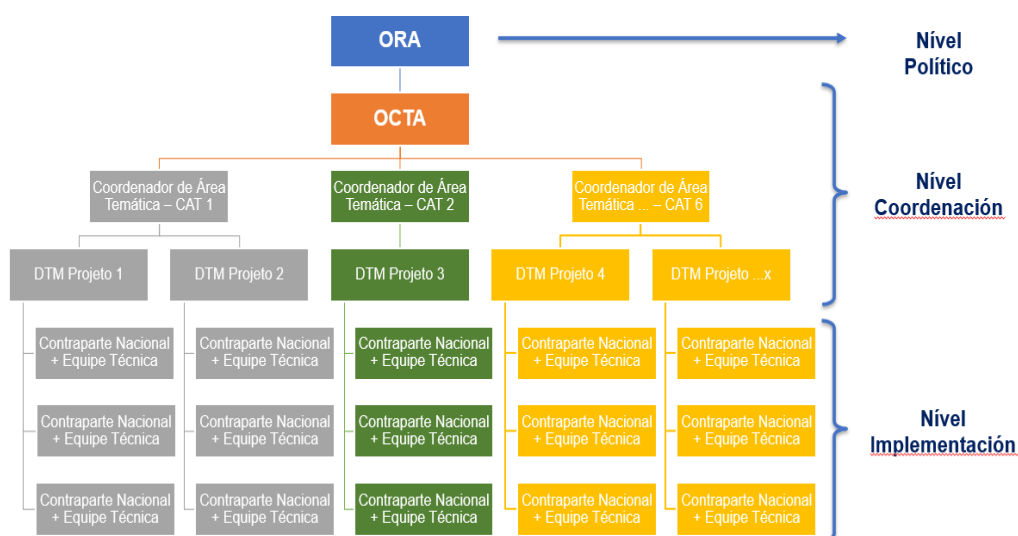 ORA
Nível
Político
OCTA
Coordenador de Área
Temática – CAT 1
Coordenador de Área
Temática – CAT 2
Coordenador de Área
Temática ... – CAT 6
Nível
Coordenación
DTM Projeto 1
DTM Projeto 2
DTM Projeto 3
DTM Projeto 4
DTM Projeto ...x
Contraparte Nacional
+ Equipe Técnica
Contraparte Nacional
+ Equipe Técnica
Contraparte Nacional
+ Equipe Técnica
Contraparte Nacional
+ Equipe Técnica
Contraparte Nacional
+ Equipe Técnica
Contraparte Nacional
+ Equipe Técnica
Contraparte Nacional
+ Equipe Técnica
Contraparte Nacional
+ Equipe Técnica
Contraparte Nacional
+ Equipe Técnica
Contraparte Nacional
+ Equipe Técnica
Nível
Implementación
Contraparte Nacional
+ Equipe Técnica
Contraparte Nacional
+ Equipe Técnica
Contraparte Nacional
+ Equipe Técnica
Contraparte Nacional
+ Equipe Técnica
Contraparte Nacional
+ Equipe Técnica